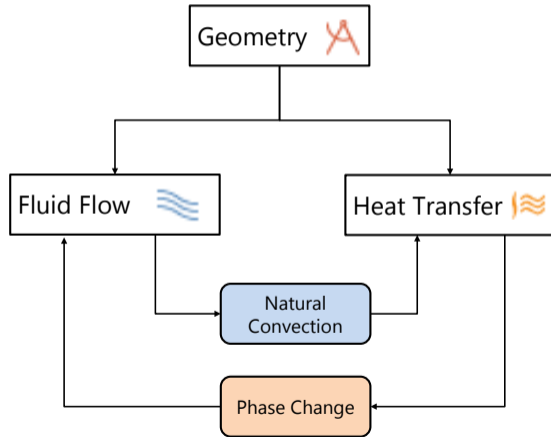 Geometry
Fluid Flow
Heat Transfer
Natural
Convection
Phase Change